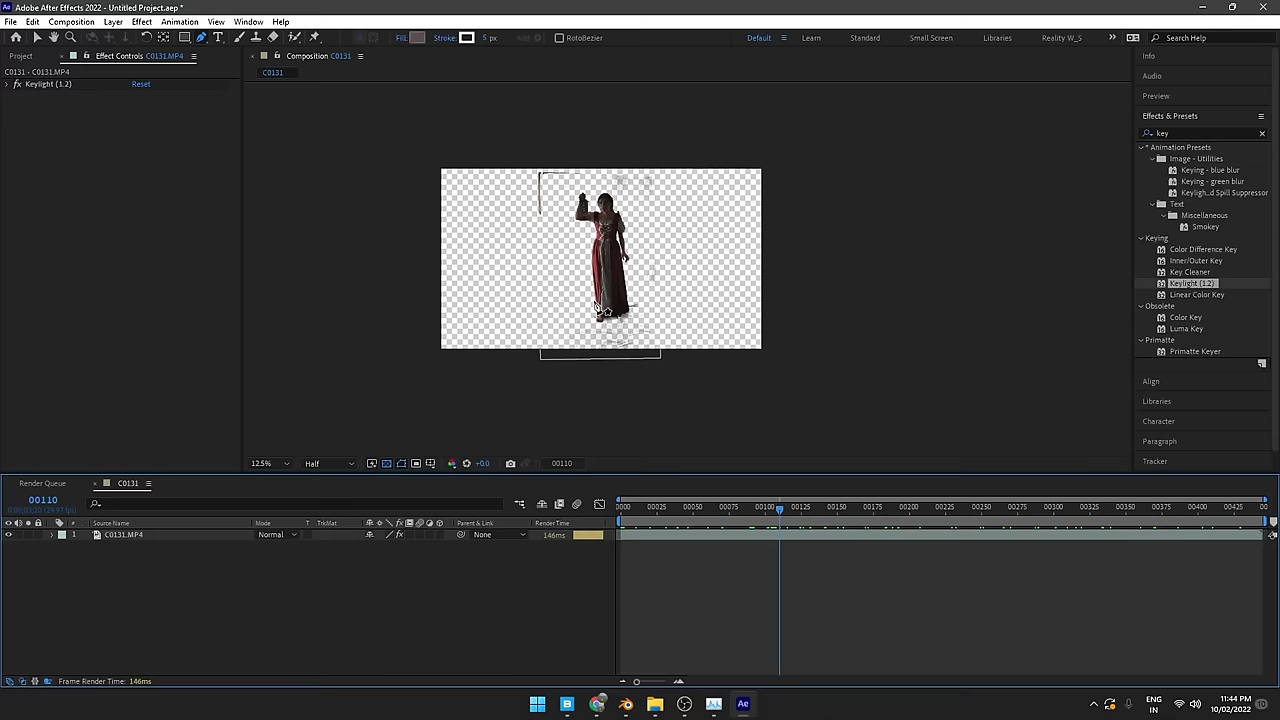 Adobe After Effects 2022 - Untitled Project.aep *
File Edit Composition Layer Effect Animation View Window Help
Fill: Stroke: 5 px Add: RotoBezier Default Learn Standard Small Screen Libraries Reality W_S Search Help
Project Effect Controls C0131.MP4 Composition C0131 Info
C0131 - C0131.MP4 C0131 Audio
Keylight (1.2) Reset
Preview
Effects & Presets
key
* Animation Presets
Image - Utilities
Keying - blue blur
Keying - green blur
Keyligh...d Spill Suppressor
Text
Miscellaneous
Smokey
Keying
Color Difference Key
Inner/Outer Key
Key Cleaner
Keylight (1.2)
Linear Color Key
Obsolete
Color Key
Luma Key
Primatte
Primatte Keyer
Align
Libraries
Character
Paragraph
Tracker
12.5% Half +0.0 00110
Render Queue C0131
00110
0:00:03:20 (29.97 fps)
0000 00025 00050 00075 00100 00125 00150 00175 00200 00225 00250 00275 00300 00325 00350 00375 00400 00425 00
# Source Name Mode T TrkMat fx Parent & Link Render Time
1 C0131.MP4 Normal fx None 146ms
Frame Render Time: 146ms
B Ae ENG IN 11:44 PM 10/02/2022